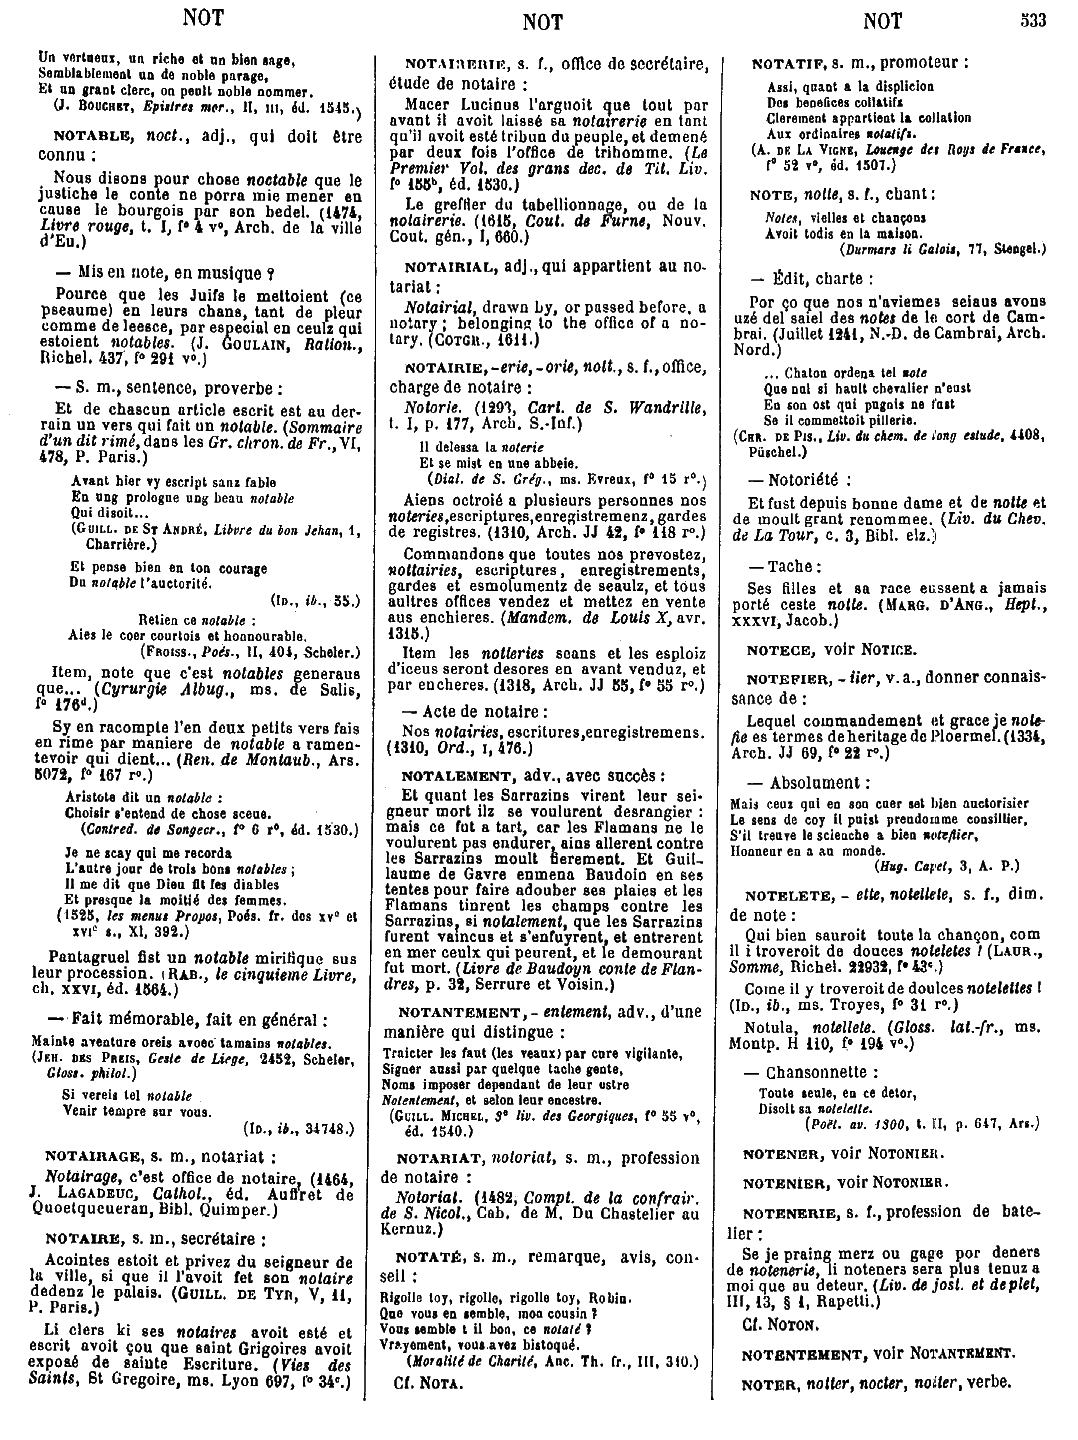 NOT
NOT
NOT 533
Un vertueux, un riche et un bien sage,
Semblablement un de noble parage,
Et un grant clerc, on peult noble nommer.
(J. BOUCHET, Epistres mor., II, III, éd. 1545.)
NOTABLE, noct., adj., qui doit être
connu :
Nous disons pour chose noctable que le
justiche le conte ne porra mie mener en
cause le bourgois par son bedel. (1474,
Livre rouge, t. I, f° 4 v°, Arch. de la ville
d'Eu.)
— Mis en note, en musique ?
Pource que les Juifs le mettoient (ce
pseaume) en leurs chans, tant de pleur
comme de leesce, par especial en ceulz qui
estoient notables. (J. GOULAIN, Ration.,
Richel. 437, f° 291 v°.)
— S. m., sentence, proverbe :
Et de chascun article escrit est au der-
rain un vers qui fait un notable. (Sommaire
d'un dit rimé, dans les Gr. chron. de Fr., VI,
478, P. Paris.)
Avant hier vy escript sanz fable
En ung prologue ung beau notable
Qui disoit...
(GUILL. DE ST ANDRÉ, Libvre du bon Jehan, 1,
Charrière.)
Et pense bien en ton courage
Du notable l'auctorité.
(ID., ib., 55.)
Retien ce notable :
Aies le coer courtois et honnourable.
(FROISS., Poés., II, 404, Scheler.)
Item, note que c'est notables generaus
que... (Cyrurgie Albug., ms. de Salis,
f° 176d.)
Sy en racompte l'en deux petits vers fais
en rime par maniere de notable a ramen-
tevoir qui dient... (Ren. de Montaub., Ars.
5072, f° 167 r°.)
Aristote dit un notable :
Choisir s'entend de chose sceue.
(Contred. de Songecr., f° 6 r°, éd. 1530.)
Je ne scay qui me recorda
L'autre jour de trois bons notables ;
Il me dit que Dieu fit les diables
Et presque la moitié des femmes.
(1525, les menus Propos, Poés. fr. des XVe et
XVIe s., XI, 392.)
Pantagruel fist un notable mirifique sus
leur procession. (RAB., le cinquieme Livre,
ch. XXVI, éd. 1564.)
— Fait mémorable, fait en général :
Mainte aventure oreis avoec tamains notables.
(JEH. DES PREIS, Geste de Liege, 2452, Scheler,
Gloss. philol.)
Si vereis tel notable
Venir tempre sur vous.
(ID., ib., 34748.)
NOTAIRAGE, s. m., notariat :
Notairage, c'est office de notaire. (1464,
J. LAGADEUC, Cathol., éd. Auffret de
Quoetqueueran, Bibl. Quimper.)
NOTAIRE, s. m., secrétaire :
Acointes estoit et privez du seigneur de
la ville, si que il l'avoit fet son notaire
dedenz le palais. (GUILL. DE TYR, V, 11,
P. Paris.)
Li clers ki ses notaires avoit esté et
escrit avoit çou que saint Grigoires avoit
exposé de sainte Escriture. (Vies des
Saints, St Gregoire, ms. Lyon 697, f° 34c.)
NOTAIRERIE, s. f., office de secrétaire,
étude de notaire :
Macer Lucinus l'arguoit que tout par
avant il avoit laissé sa notairerie en tant
qu'il avoit esté tribun du peuple, et demené
par deux fois l'office de trihomme. (Le
Premier Vol. des grans dec. de Tit. Liv.
f° 155b, éd. 1530.)
Le greffier du tabellionnage, ou de la
notairerie. (1615, Cout. de Furne, Nouv.
Cout. gén., I, 660.)
NOTAIRIAL, adj., qui appartient au no-
tariat :
Notairial, drawn by, or passed before, a
notary ; belonging to the office of a no-
tary. (COTGR., 1611.)
NOTAIRIE, -erie, -orie, nott., s. f., office,
charge de notaire :
Notorie. (1293, Cart. de S. Wandrille,
t. I, p. 177, Arch. S.-Inf.)
Il delessa la noterie
Et se mist en une abbeie.
(Dial. de S. Grég., ms. Evreux, f° 15 r°.)
Aiens octroié a plusieurs personnes nos
noteries, escriptures, enregistremenz, gardes
de registres. (1310, Arch. JJ 42, f° 118 r°.)
Commandons que toutes nos prevostez,
nottairies, escriptures, enregistrements,
gardes et esmolumentz de seaulz, et tous
aultres offices vendez et mettez en vente
aus enchieres. (Mandem. de Louis X, avr.
1315.)
Item les notteries seans et les esploiz
d'iceus seront desores en avant venduz, et
par encheres. (1318, Arch. JJ 55, f° 55 r°.)
— Acte de notaire :
Nos notairies, escritures, enregistremens.
(1310, Ord., I, 476.)
NOTALEMENT, adv., avec succès :
Et quant les Sarrazins virent leur sei-
gneur mort ilz se voulurent desrangier :
mais ce fut a tart, car les Flamans ne le
voulurent pas endurer, ains allerent contre
les Sarrazins moult fierement. Et Guil-
laume de Gavre enmena Baudoin en ses
tentes pour faire adouber ses plaies et les
Flamans tinrent les champs contre les
Sarrazins, si notalement, que les Sarrazins
furent vaincus et s'enfuyrent, et entrerent
en mer ceulx qui peurent, et le demourant
fut mort. (Livre de Baudoyn conte de Flan-
dres, p. 32, Serrure et Voisin.)
NOTANTEMENT, - entement, adv., d'une
manière qui distingue :
Traicter les faut (les veaux) par cure vigilante,
Signer aussi par quelque tache gente,
Noms imposer dependant de leur estre
Notentement, et selon leur ancestre.
(GUILL. MICHEL, 3e liv. des Georgiques, f° 55 v°,
éd. 1540.)
NOTARIAT, notoriat, s. m., profession
de notaire :
Notoriat. (1482, Compt. de la confrair.
de S. Nicol., Cab. de M. Du Chastelier au
Kernuz.)
NOTATÉ, s. m., remarque, avis, con-
seil :
Rigolle toy, rigolle, rigolle toy, Robin.
Que vous en semble, mon cousin ?
Vous semble t il bon, ce notaté ?
Vrayement, vous avez bistoqué.
(Moralité de Charité, Anc. Th. fr., III, 340.)
Cf. NOTA.
NOTATIF, s. m., promoteur :
Assi, quant a la displicion
Des benefices collatifs
Clerement appartient la collation
Aux ordinaires notatifs.
(A. DE LA VIGNE, Louenge des Roys de France,
f° 52 v°, éd. 1507.)
NOTE, notte, s. f., chant :
Notes, vielles et chançons
Avoit todis en la maison.
(Durmars li Galois, 77, Stengel.)
— Édit, charte :
Por ço que nos n'aviemes seiaus avons
uzé del saiel des notes de le cort de Cam-
brai. (Juillet 1241, N.-D. de Cambrai, Arch.
Nord.)
... Chaton ordena tel note
Que nul si hault chevalier n'eust
En son ost qui pugnis ne fust
Se il commettoit pillerie.
(CHR. DE PIS., Liv. du chem. de long estude, 4408,
Püschel.)
— Notoriété :
Et fust depuis bonne dame et de notte et
de moult grant renommee. (Liv. du Chev.
de La Tour, c. 3, Bibl. elz.)
— Tache :
Ses filles et sa race eussent a jamais
porté ceste notte. (MARG. D'ANG., Hept.,
XXXVI, Jacob.)
NOTECE, voir NOTICE.
NOTEFIER, - iier, v. a., donner connais-
sance de :
Lequel commandement et grace je note-
fie es termes de heritage de Ploermel. (1334,
Arch. JJ 69, f° 22 r°.)
— Absolument :
Mais ceux qui en son cuer set bien auctorisier
Le sens de coy il puist preudomme consillier,
S'il treuve le scienche a bien notefiier,
Honneur en a au monde.
(Hug. Capet, 3, A. P.)
NOTELETE, - ette, notellete, s. f., dim.
de note :
Qui bien sauroit toute la chançon, com
il i troveroit de douces noteletes ! (LAUR.,
Somme, Richel. 22932, f° 43c.)
Come il y troveroit de doulces notelettes !
(ID., ib., ms. Troyes, f° 31 r°.)
Notula, notellete. (Gloss. lat.-fr., ms.
Montp. H 110, f° 194 v°.)
— Chansonnette :
Toute seule, en ce detor,
Disoit sa notelette.
(Poët. av. 1300, t. II, p. 647, Ars.)
NOTENER, voir NOTONIER.
NOTENIER, voir NOTONIER.
NOTENERIE, s. f., profession de bate-
lier :
Se je praing merz ou gage por deners
de notenerie, li noteners sera plus tenuz a
moi que au deteur. (Liv. de jost. et de plet,
III, 13, § 1, Rapetti.)
Cf. NOTON.
NOTENTEMENT, voir NOTANTEMENT.
NOTER, notter, nocter, noiter, verbe.